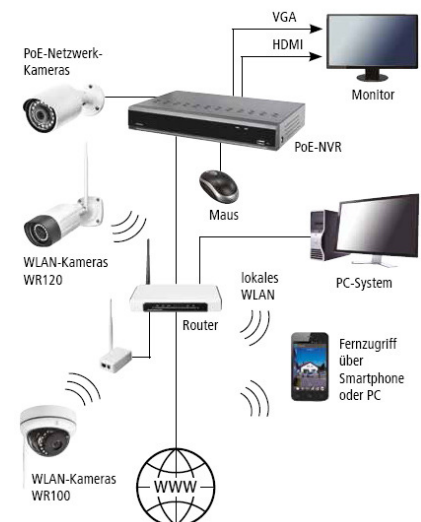 VGA
HDMI
Monitor
PoE-Netzwerk-
Kameras
PoE-NVR
Maus
WLAN-Kameras
WR120
lokales
WLAN
PC-System
Router
Fernzugriff
über
Smartphone
oder PC
WLAN-Kameras
WR100
WWW